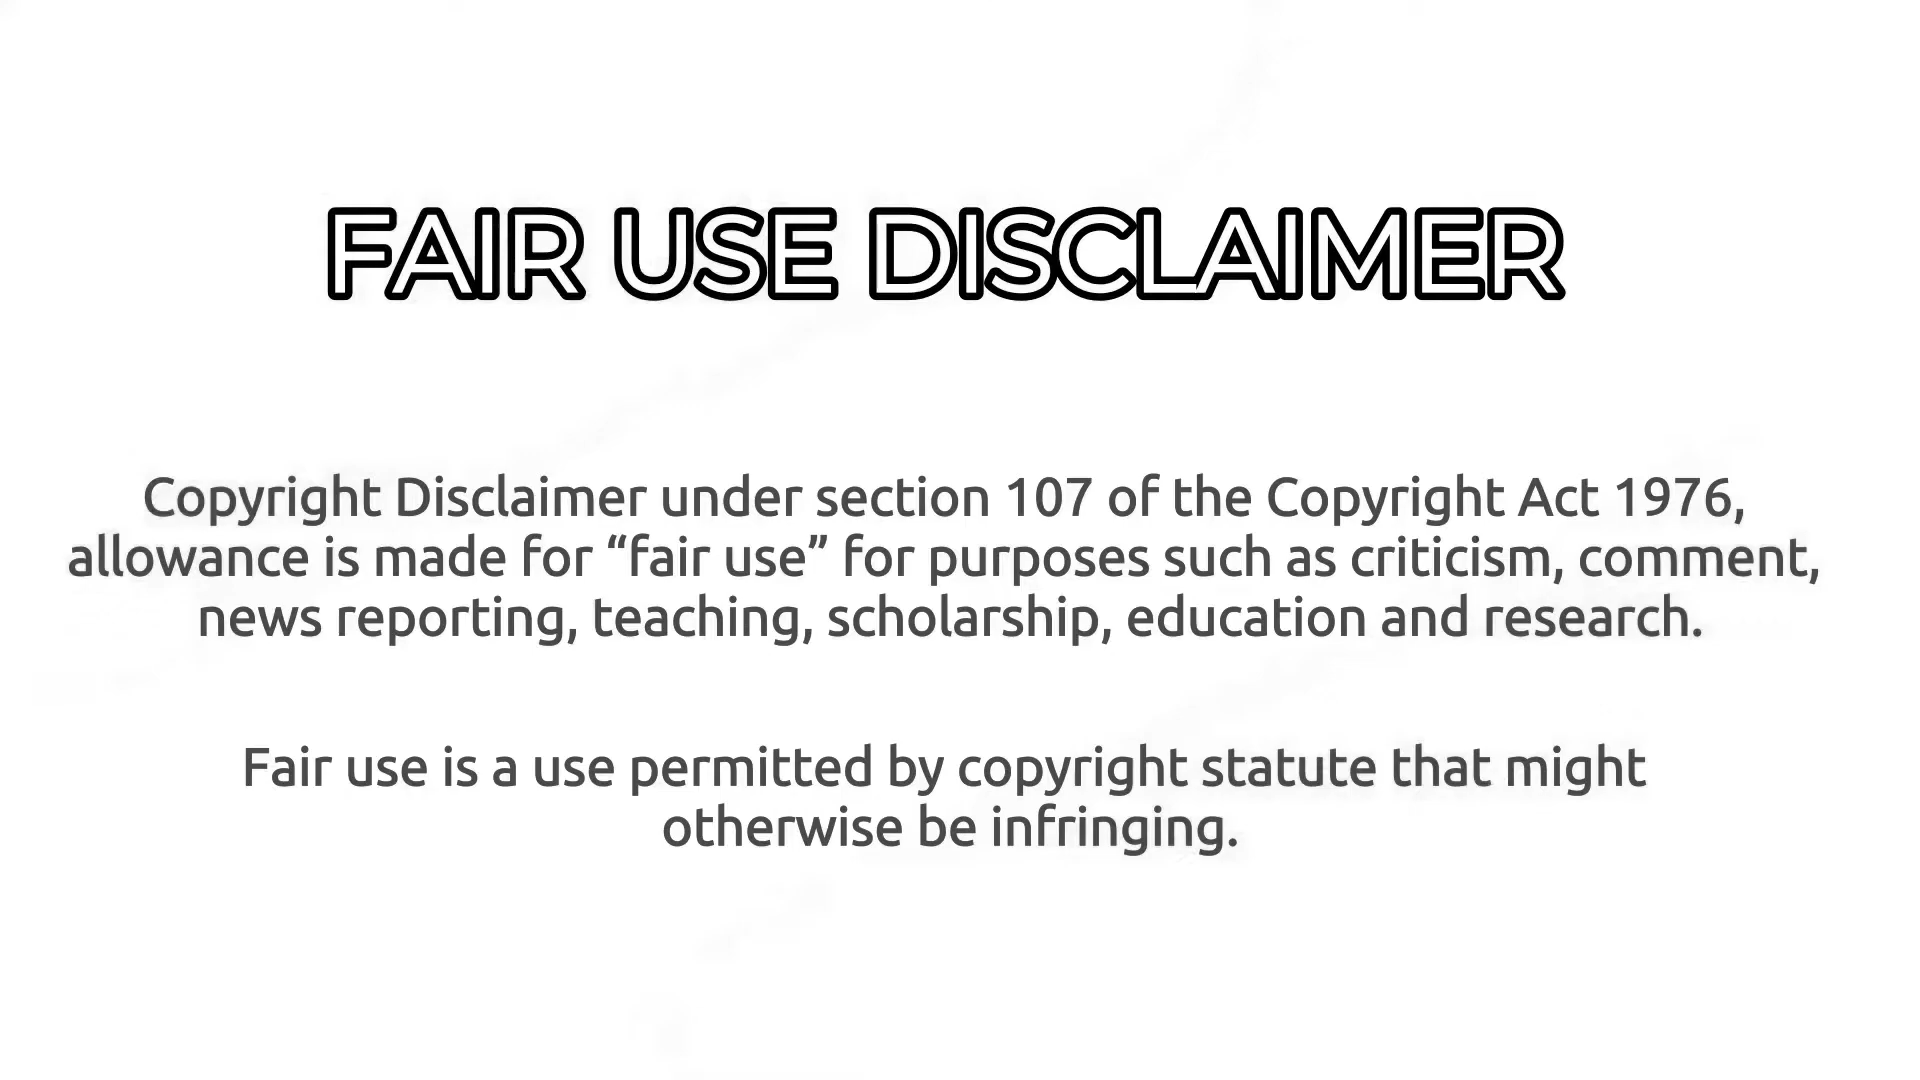 FAIR USE DISCLAIMER
Copyright Disclaimer under section 107 of the Copyright Act 1976,
allowance is made for “fair use” for purposes such as criticism, comment,
news reporting, teaching, scholarship, education and research.
Fair use is a use permitted by copyright statute that might
otherwise be infringing.